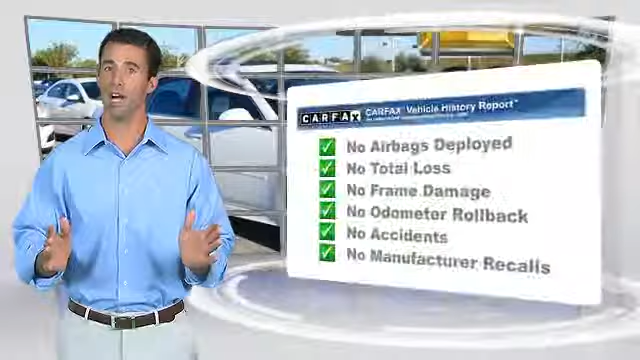 CARFAX CARFAX Vehicle History Report™
No Airbags Deployed
No Total Loss
No Frame Damage
No Odometer Rollback
No Accidents
No Manufacturer Recalls